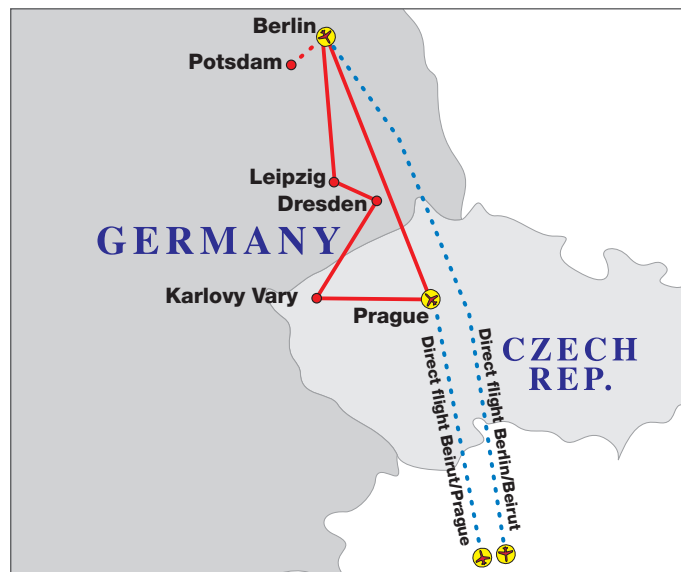 Berlin
Potsdam
Leipzig
Dresden
GERMANY
Karlovy Vary
Prague
CZECH
REP.
Direct flight Beirut/Prague
Direct flight Berlin/Beirut